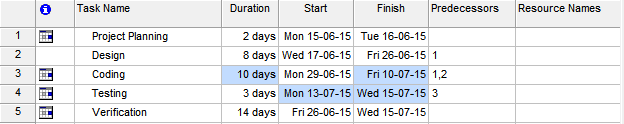 Task Name Duration Start Finish Predecessors Resource Names
1 Project Planning 2 days Mon 15-06-15 Tue 16-06-15
2 Design 8 days Wed 17-06-15 Fri 26-06-15 1
3 Coding 10 days Mon 29-06-15 Fri 10-07-15 1,2
4 Testing 3 days Mon 13-07-15 Wed 15-07-15 3
5 Verification 14 days Fri 26-06-15 Wed 15-07-15